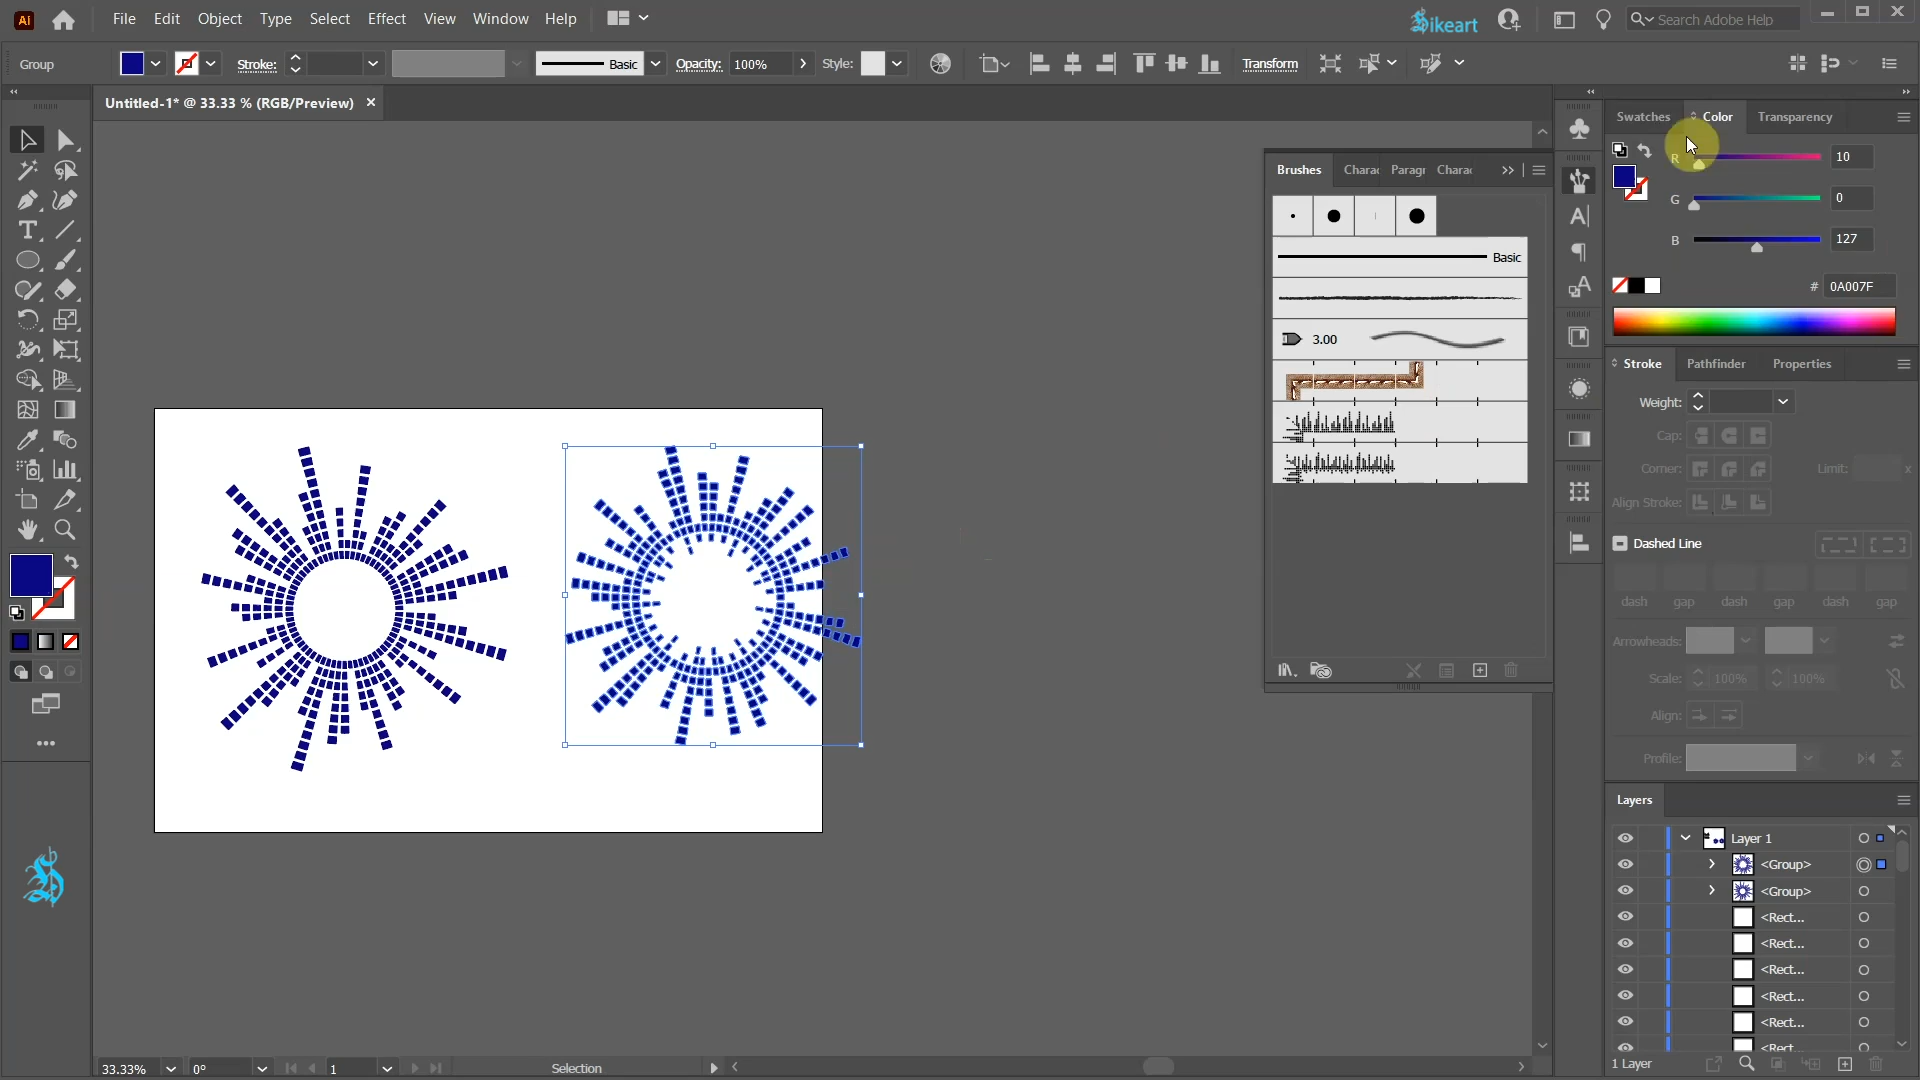 Ai File Edit Object Type Select Effect View Window Help Sikeart Search Adobe Help
Group Stroke: Basic Opacity: 100% Style: Transform
Untitled-1* @ 33.33 % (RGB/Preview) ×
Swatches Color Transparency
R 10
G 0
B 127
# 0A007F
Brushes Charac Paragr Charac
Basic
3.00
Stroke Pathfinder Properties
Weight:
Cap:
Corner: Limit: x
Align Stroke:
Dashed Line
dash gap dash gap dash gap
Arrowheads:
Scale: 100% 100%
Align:
Profile:
Layers
Layer 1
<Group>
<Group>
<Rect...
<Rect...
<Rect...
<Rect...
<Rect...
<Rect...
1 Layer
33.33% 0° 1 Selection